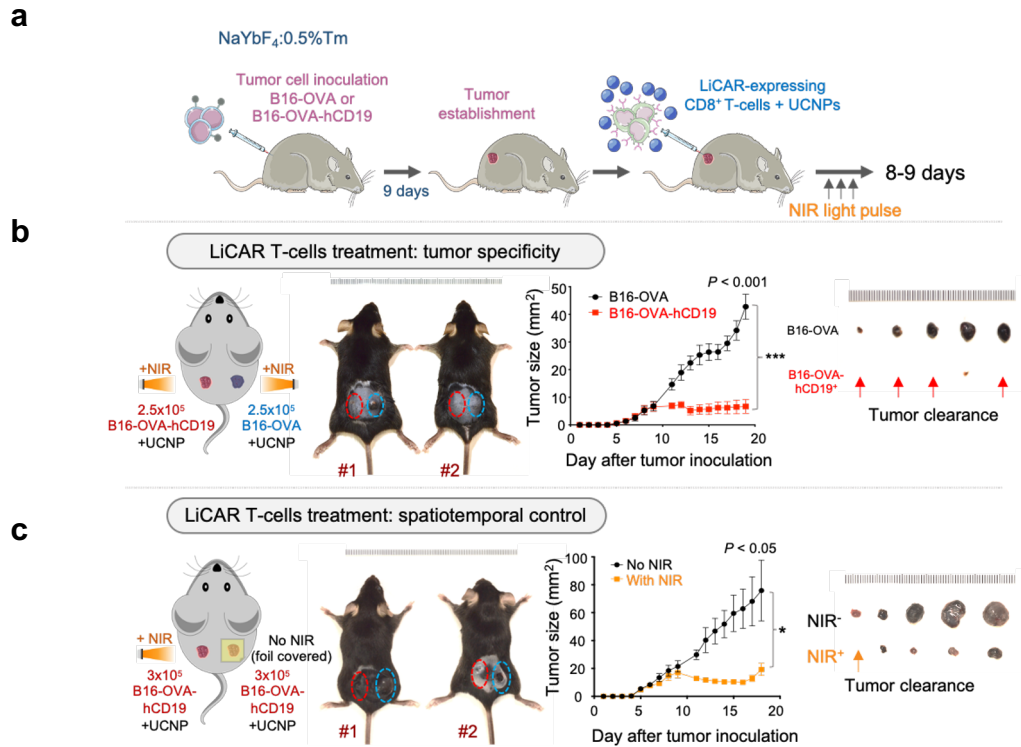 a
NaYbF₄:0.5%Tm
Tumor cell inoculation
B16-OVA or
B16-OVA-hCD19
9 days
Tumor
establishment
LiCAR-expressing
CD8⁺ T-cells + UCNPs
NIR light pulse
8-9 days
b
LiCAR T-cells treatment: tumor specificity
+NIR
+NIR
2.5x10⁵
B16-OVA-hCD19
+UCNP
2.5x10⁵
B16-OVA
+UCNP
#1
#2
Tumor size (mm²)
50
40
30
20
10
0
B16-OVA
B16-OVA-hCD19
P < 0.001
***
0
5
10
15
20
Day after tumor inoculation
B16-OVA
B16-OVA-
hCD19⁺
Tumor clearance
c
LiCAR T-cells treatment: spatiotemporal control
+ NIR
No NIR
(foil covered)
3x10⁵
B16-OVA-
hCD19
+UCNP
3x10⁵
B16-OVA-
hCD19
+UCNP
#1
#2
Tumor size (mm²)
100
80
60
40
20
0
No NIR
With NIR
P < 0.05
*
0
5
10
15
20
Day after tumor inoculation
NIR⁻
NIR⁺
Tumor clearance